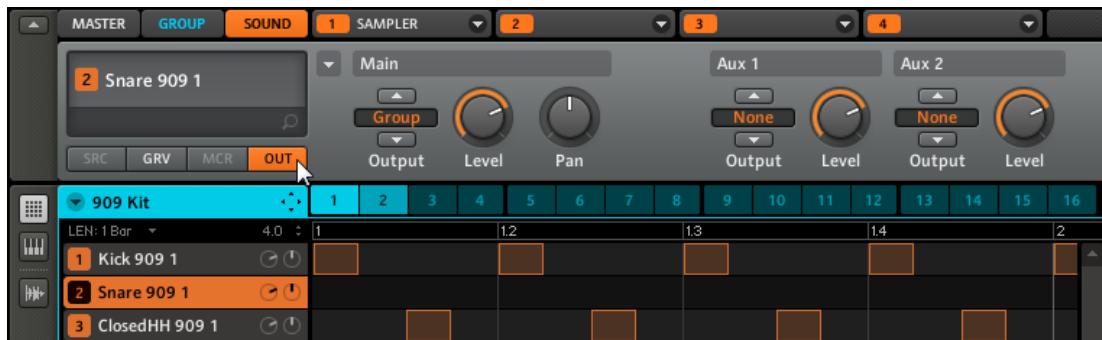 MASTER GROUP SOUND 1 SAMPLER 2 3 4
Main Aux 1 Aux 2
2 Snare 909 1
Group None None
Output Level Pan Output Level Output Level
SRC GRV MCR OUT
909 Kit 1 2 3 4 5 6 7 8 9 10 11 12 13 14 15 16
LEN: 1 Bar 4.0 1 1.2 1.3 1.4 2
1 Kick 909 1
2 Snare 909 1
3 ClosedHH 909 1